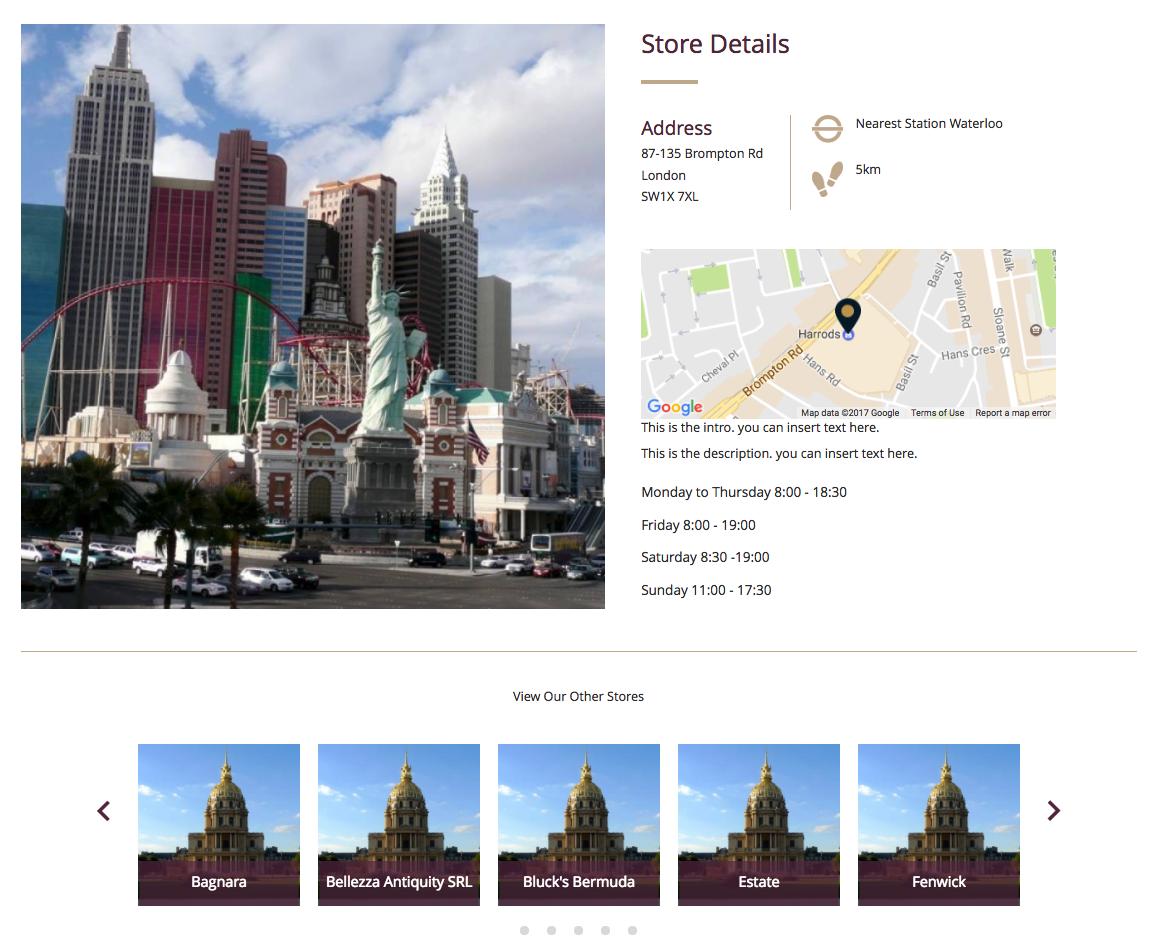 Store Details
Address
87-135 Brompton Rd
London
SW1X 7XL
Nearest Station Waterloo
5km
Basil St
Pavilion Rd
Walk
Sloane St
Harrods
Cheval Pl
Brompton Rd
Hans Rd
Basil St
Hans Cres
Google
Map data ©2017 Google Terms of Use Report a map error
This is the intro. you can insert text here.
This is the description. you can insert text here.
Monday to Thursday 8:00 - 18:30
Friday 8:00 - 19:00
Saturday 8:30 -19:00
Sunday 11:00 - 17:30
View Our Other Stores
Bagnara
Bellezza Antiquity SRL
Bluck's Bermuda
Estate
Fenwick